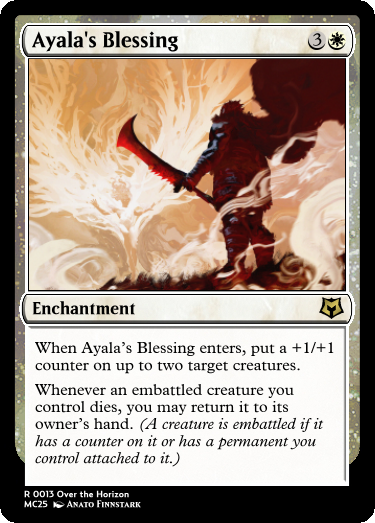 Ayala's Blessing 3
Enchantment
When Ayala's Blessing enters, put a +1/+1
counter on up to two target creatures.
Whenever an embattled creature you
control dies, you may return it to its
owner's hand. (A creature is embattled if it
has a counter on it or has a permanent you
control attached to it.)
R 0013 Over the Horizon
MC25 Anato Finnstark